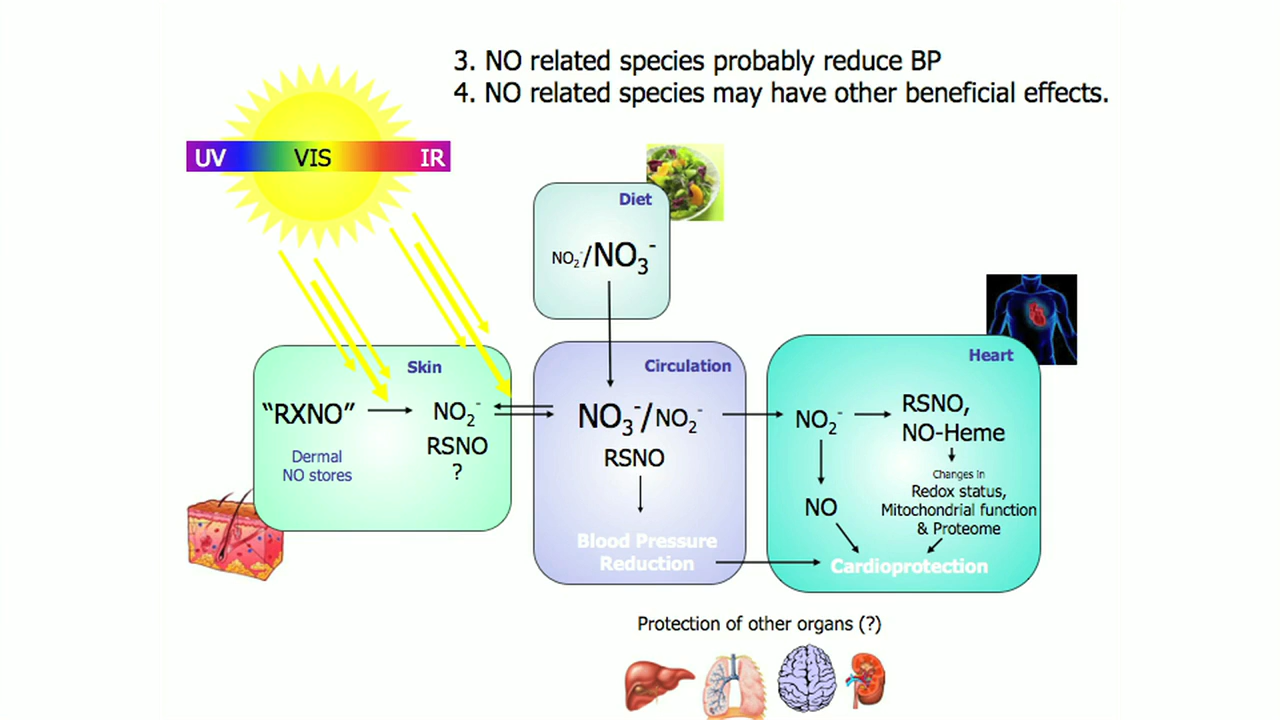 3. NO related species probably reduce BP
4. NO related species may have other beneficial effects.
UV VIS IR
Diet
NO₂⁻/NO₃⁻
Skin
"RXNO"
Dermal
NO stores
NO₂⁻
RSNO
?
Circulation
NO₃⁻/NO₂⁻
RSNO
Blood Pressure
Reduction
Heart
NO₂⁻
NO
RSNO,
NO-Heme
Changes in
Redox status,
Mitochondrial function
& Proteome
Cardioprotection
Protection of other organs (?)